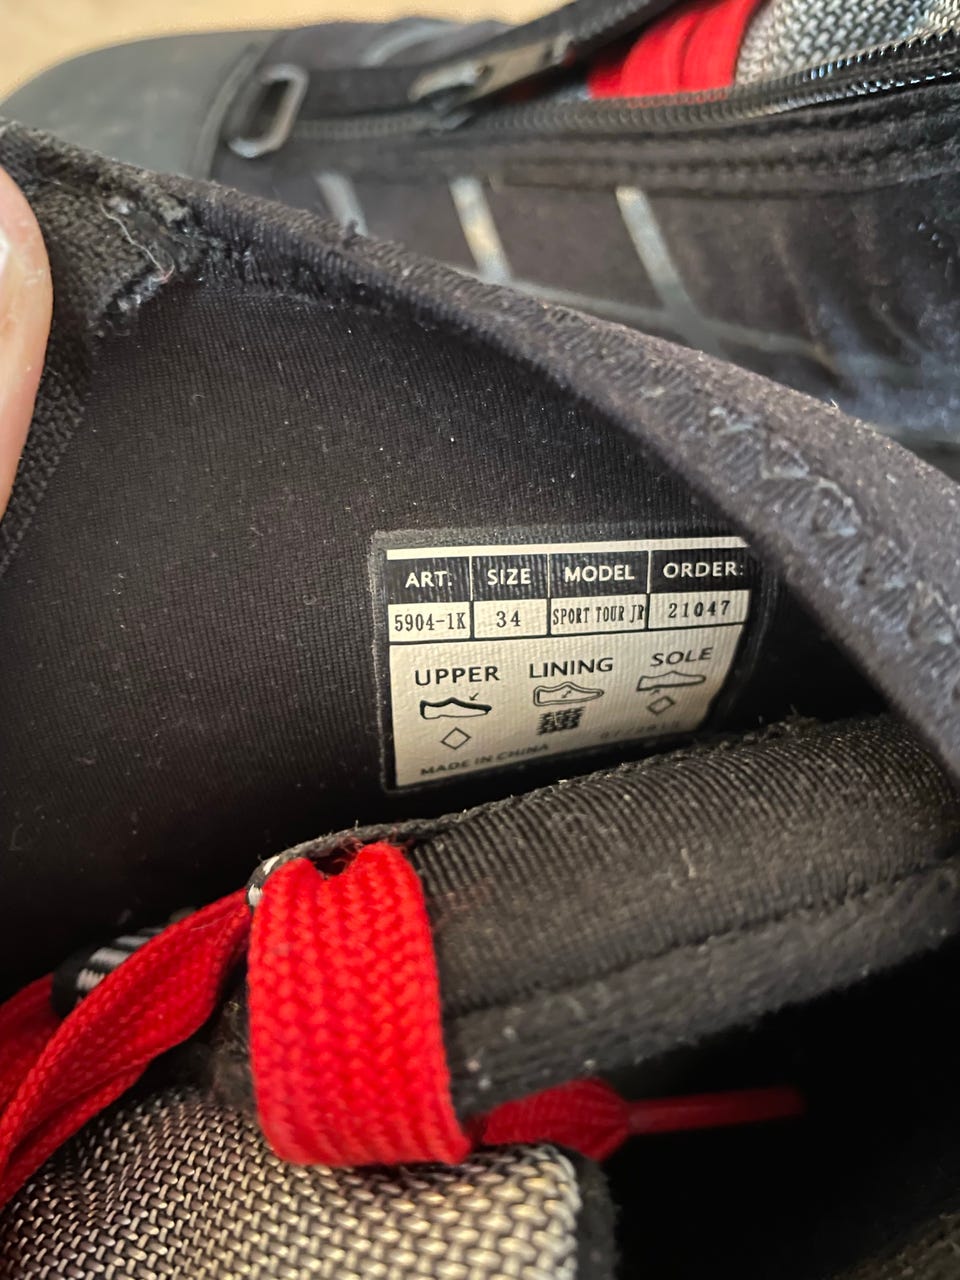 ART. SIZE MODEL ORDER:
5904-1K 34 SPORT TOUR JR 21047
UPPER LINING SOLE
MADE IN CHINA